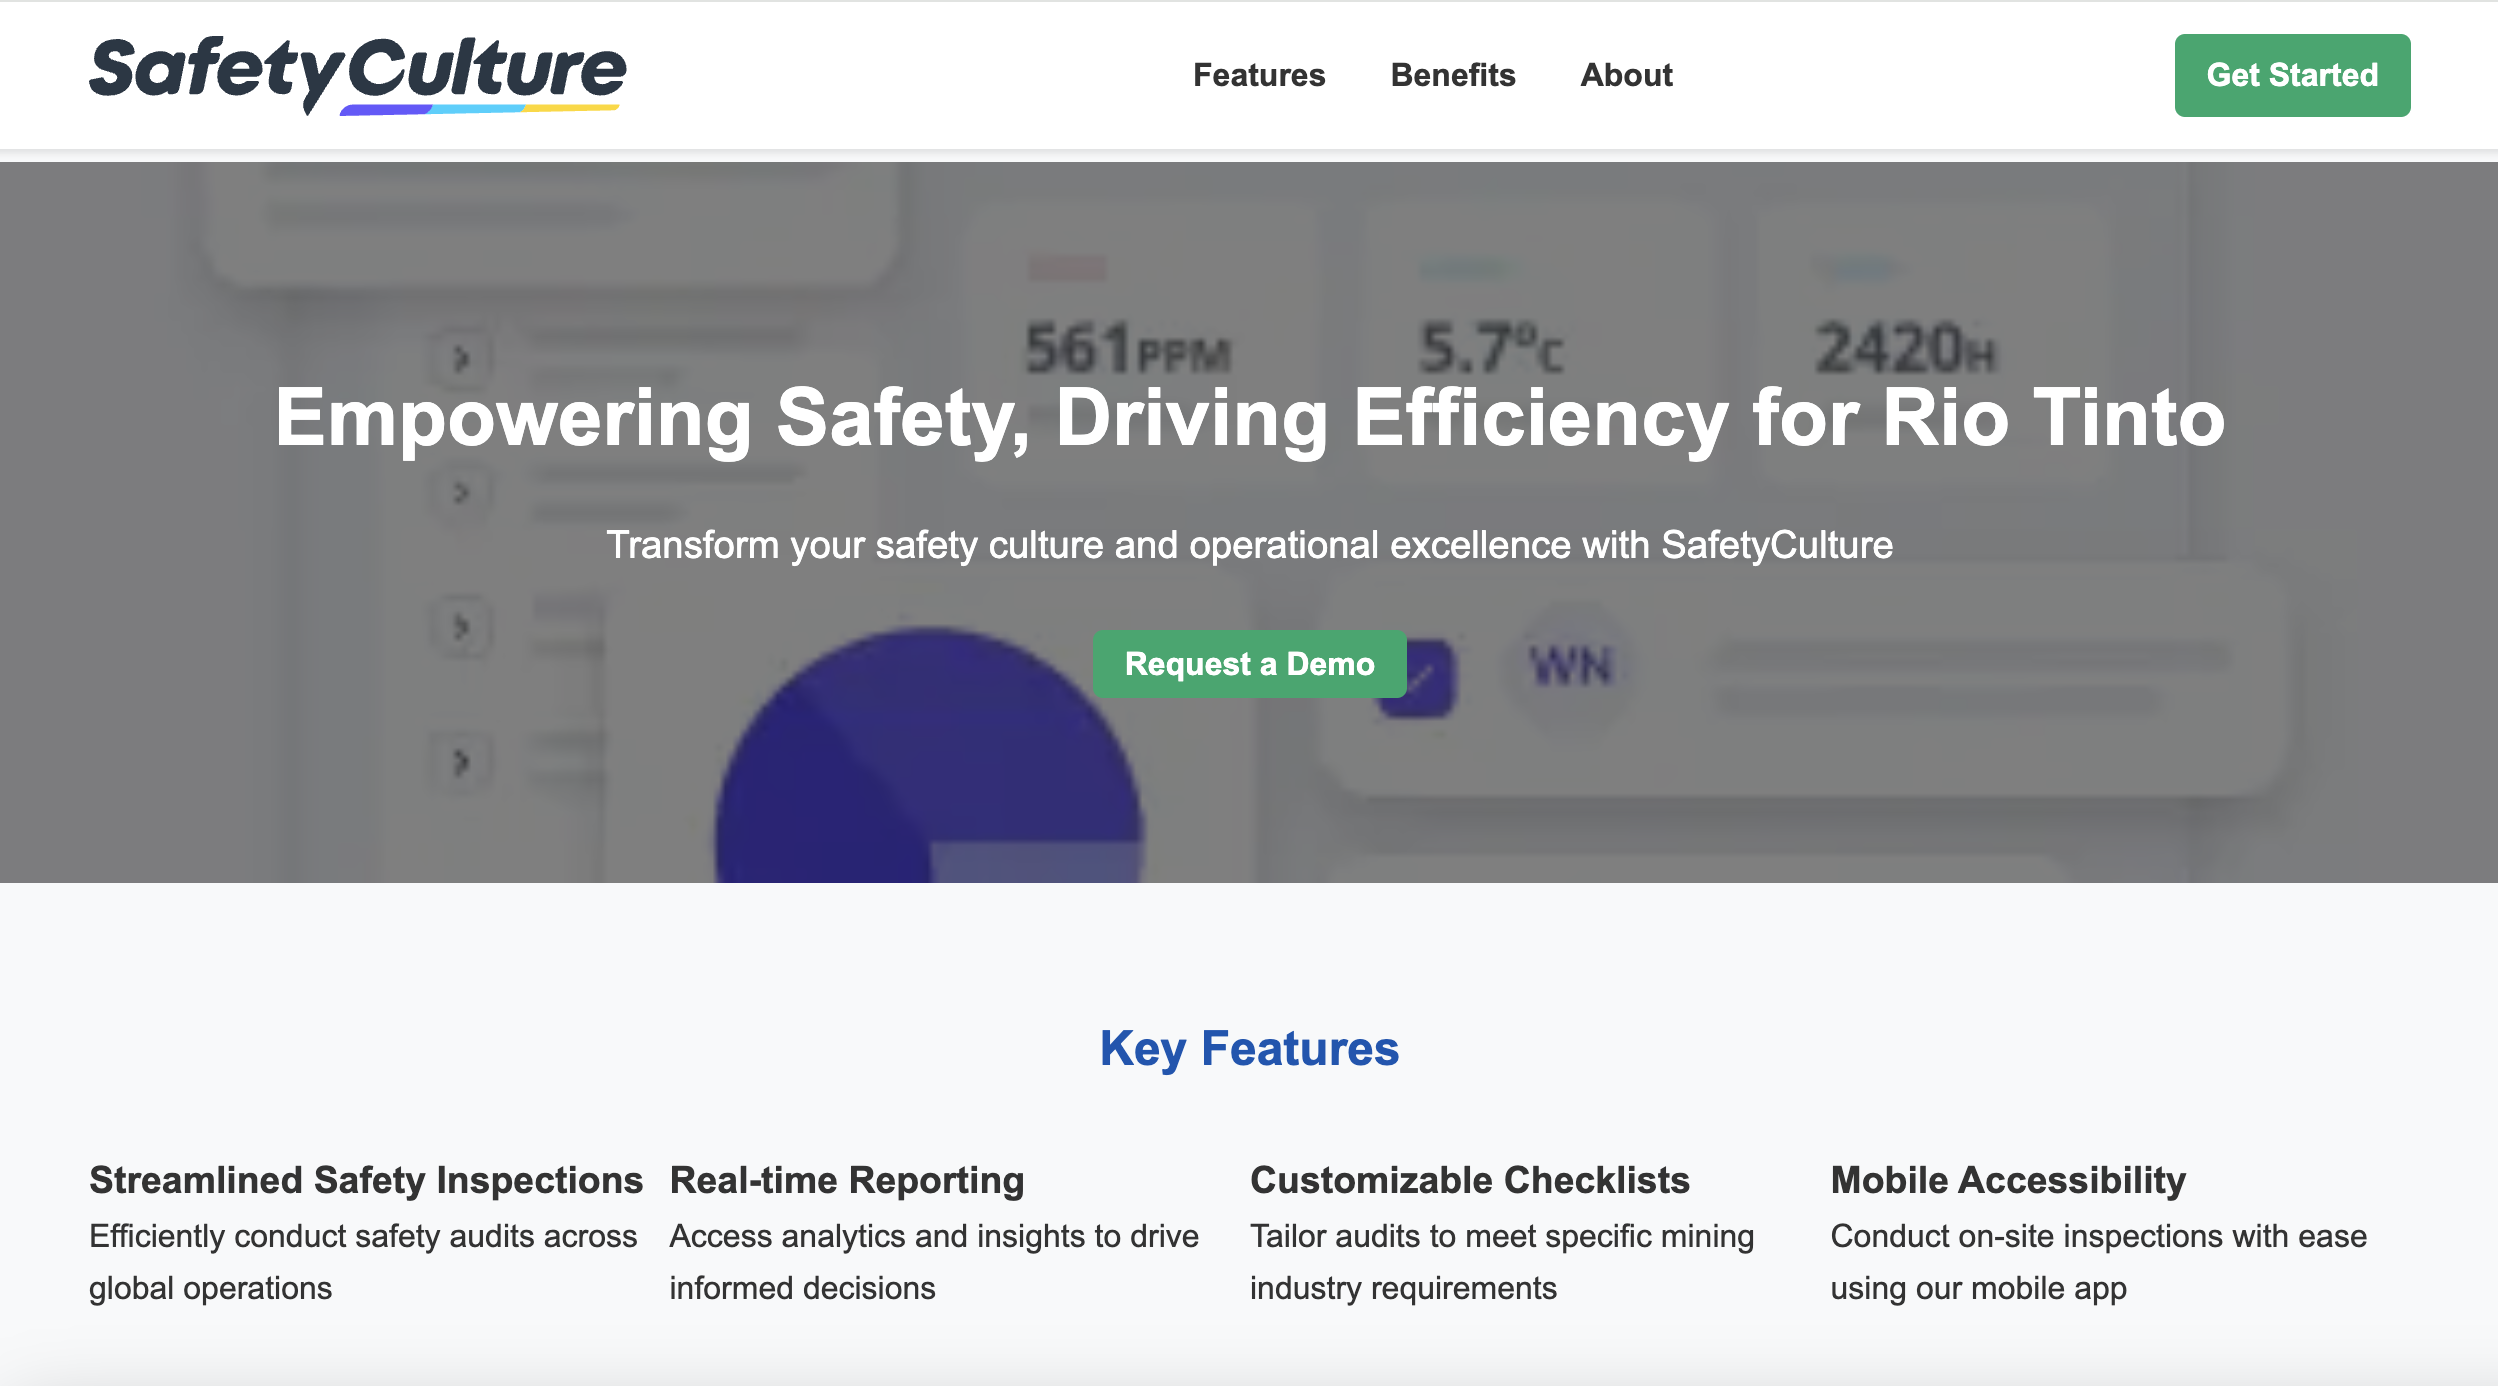 SafetyCulture
Features
Benefits
About
Get Started
561PPM
5.7°C
2420H
Empowering Safety, Driving Efficiency for Rio Tinto
Transform your safety culture and operational excellence with SafetyCulture
Request a Demo
WN
Key Features
Streamlined Safety Inspections
Efficiently conduct safety audits across
global operations
Real-time Reporting
Access analytics and insights to drive
informed decisions
Customizable Checklists
Tailor audits to meet specific mining
industry requirements
Mobile Accessibility
Conduct on-site inspections with ease
using our mobile app